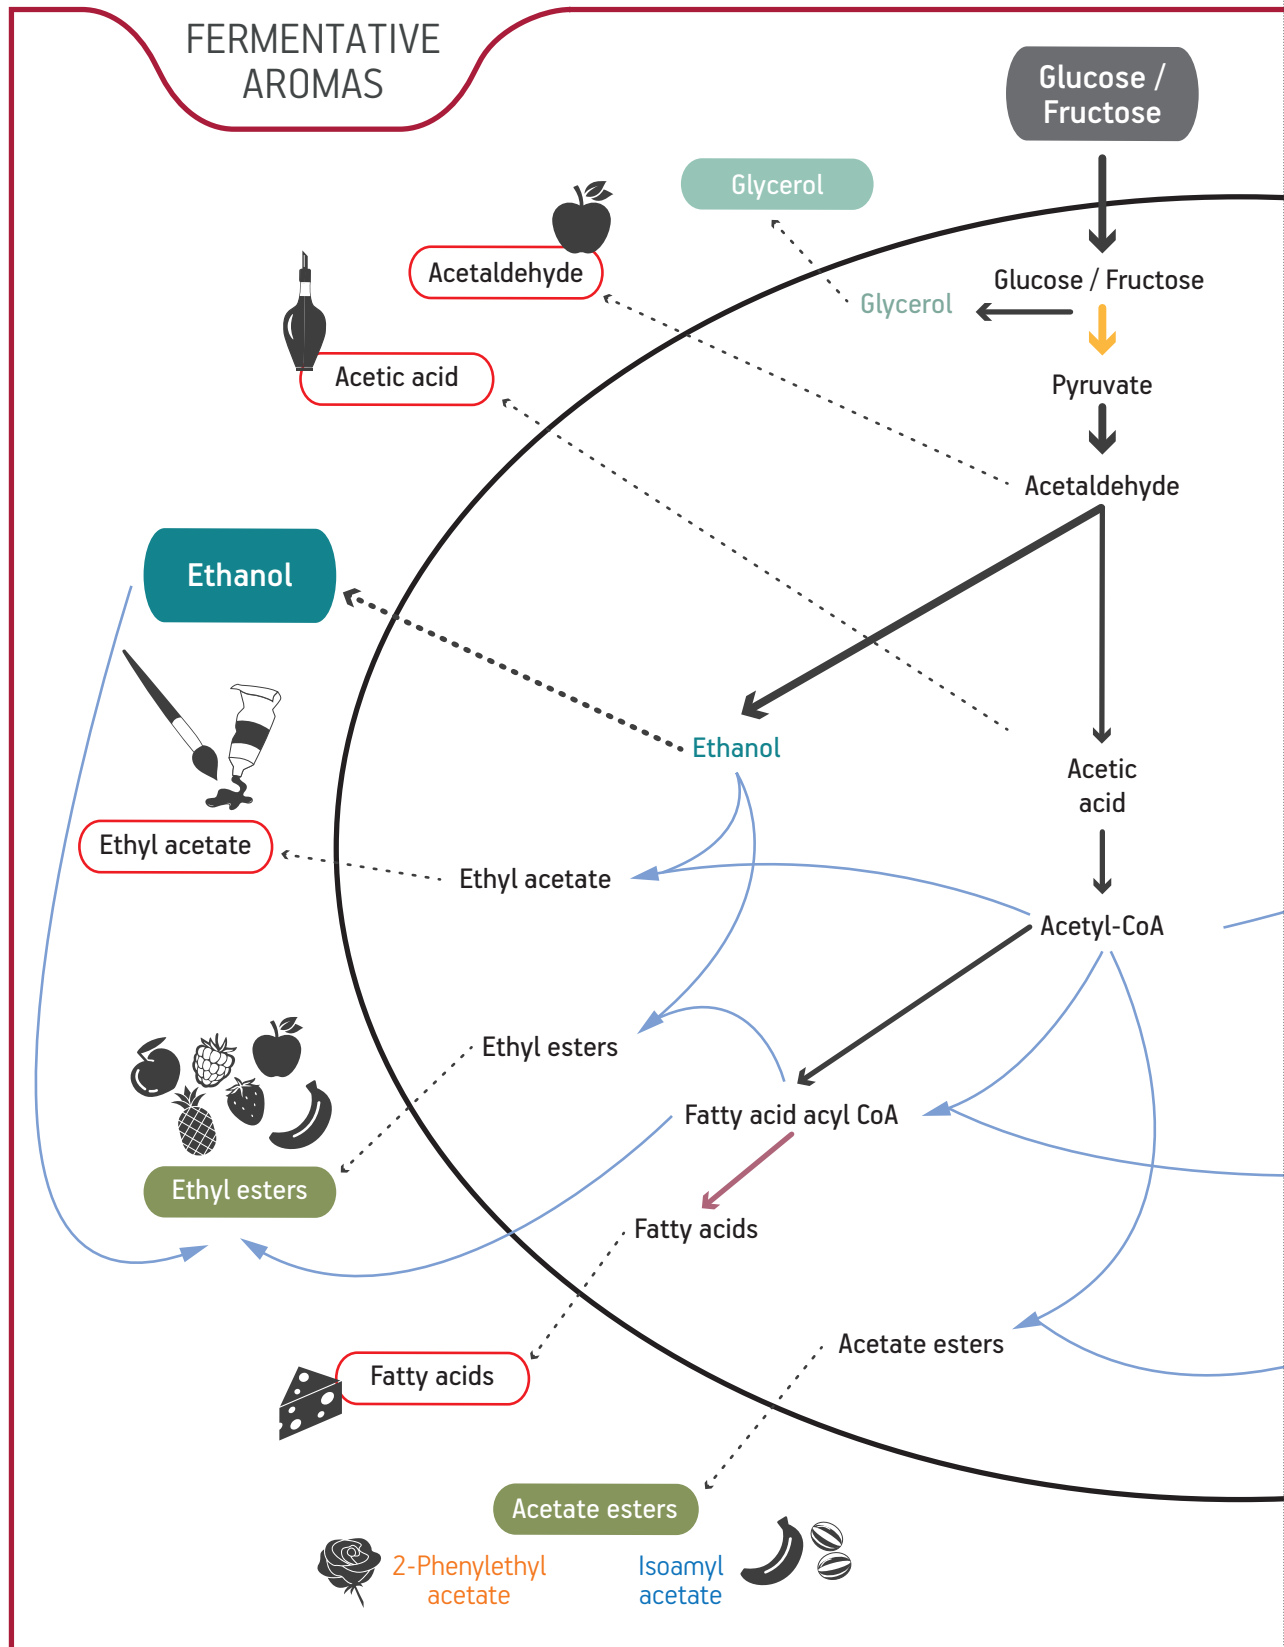 FERMENTATIVE
AROMAS
Glucose /
Fructose
Glycerol
Acetaldehyde
Glucose / Fructose
Glycerol
Acetic acid
Pyruvate
Acetaldehyde
Ethanol
Ethanol
Acetic
acid
Ethyl acetate
Ethyl acetate
Acetyl-CoA
Ethyl esters
Fatty acid acyl CoA
Ethyl esters
Fatty acids
Acetate esters
Fatty acids
Acetate esters
2-Phenylethyl
acetate
Isoamyl
acetate